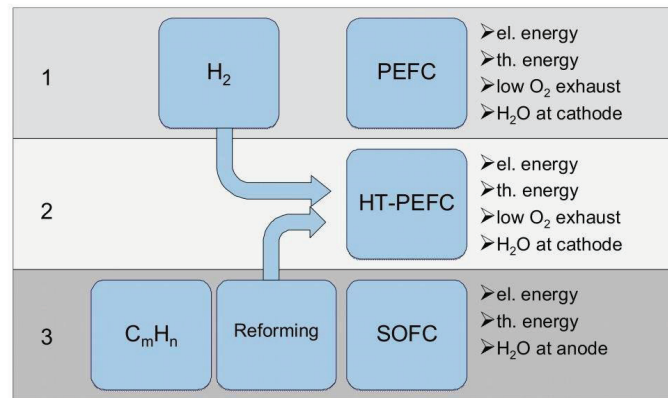 1
H₂
PEFC
➢el. energy
➢th. energy
➢low O₂ exhaust
➢H₂O at cathode
2
HT-PEFC
➢el. energy
➢th. energy
➢low O₂ exhaust
➢H₂O at cathode
3
CₘHₙ
Reforming
SOFC
➢el. energy
➢th. energy
➢H₂O at anode